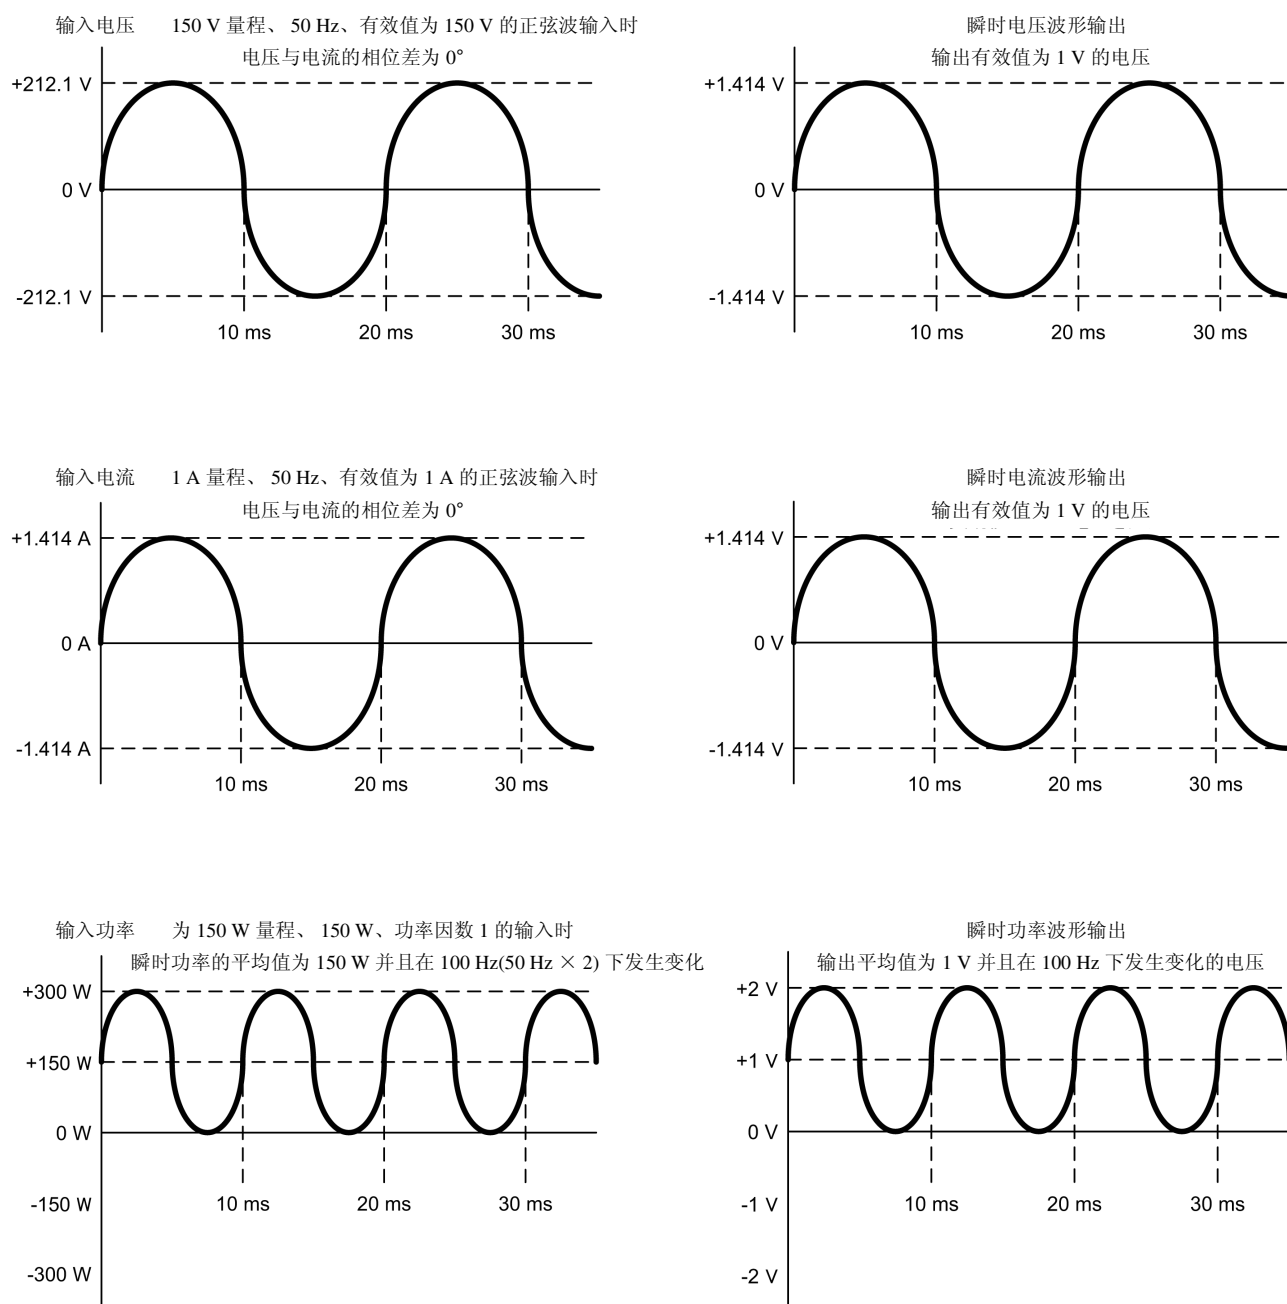 输入电压 150 V 量程、 50 Hz、有效值为 150 V 的正弦波输入时
电压与电流的相位差为 0°
+212.1 V
0 V
-212.1 V
10 ms 20 ms 30 ms
瞬时电压波形输出
输出有效值为 1 V 的电压
+1.414 V
0 V
-1.414 V
10 ms 20 ms 30 ms
输入电流 1 A 量程、 50 Hz、有效值为 1 A 的正弦波输入时
电压与电流的相位差为 0°
+1.414 A
0 A
-1.414 A
10 ms 20 ms 30 ms
瞬时电流波形输出
输出有效值为 1 V 的电压
+1.414 V
0 V
-1.414 V
10 ms 20 ms 30 ms
输入功率 为 150 W 量程、 150 W、功率因数 1 的输入时
瞬时功率的平均值为 150 W 并且在 100 Hz(50 Hz × 2) 下发生变化
+300 W
+150 W
0 W
-150 W
-300 W
10 ms 20 ms 30 ms
瞬时功率波形输出
输出平均值为 1 V 并且在 100 Hz 下发生变化的电压
+2 V
+1 V
0 V
-1 V
-2 V
10 ms 20 ms 30 ms